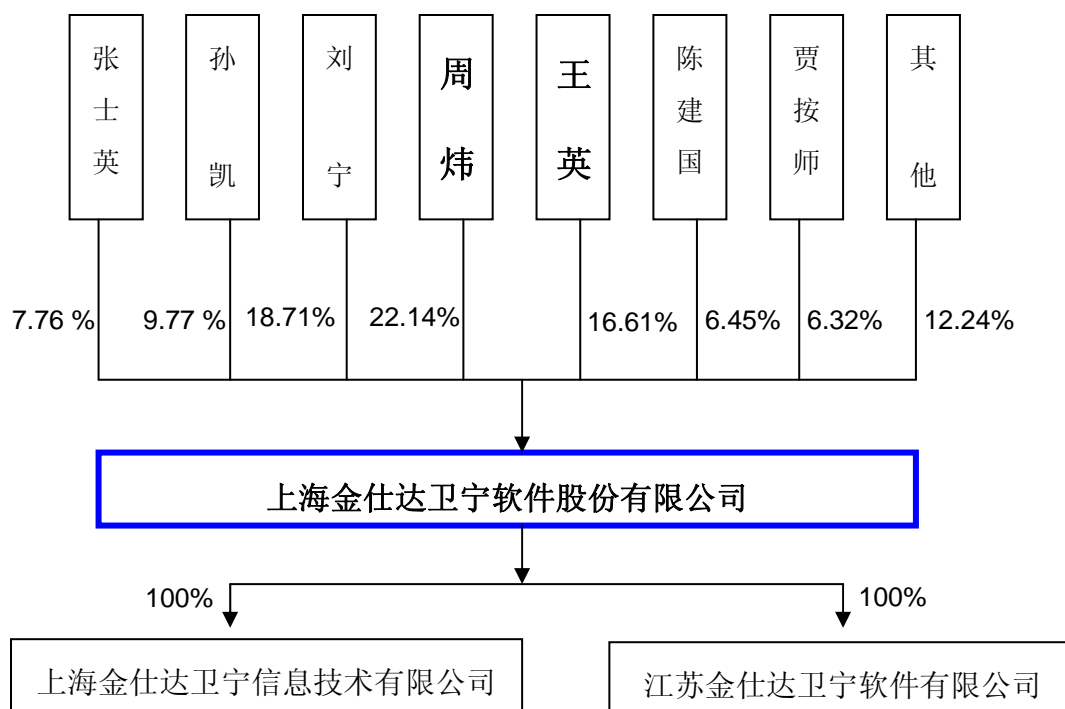 张士英
孙凯
刘宁
周炜
王英
陈建国
贾按师
其他
7.76 %
9.77 %
18.71%
22.14%
16.61%
6.45%
6.32%
12.24%
上海金仕达卫宁软件股份有限公司
100%
100%
上海金仕达卫宁信息技术有限公司
江苏金仕达卫宁软件有限公司